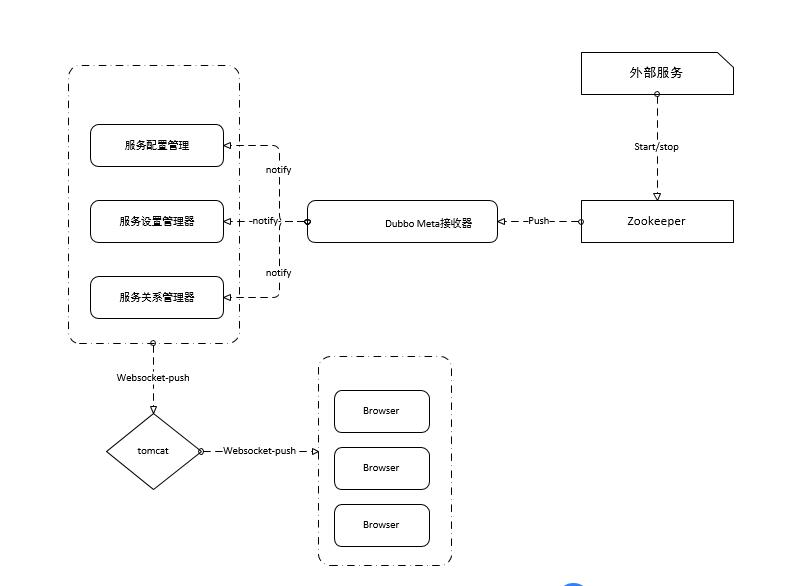 外部服务
Start/stop
服务配置管理
notify
服务设置管理器
notify
Dubbo Meta接收器
Push
Zookeeper
notify
服务关系管理器
Websocket-push
Browser
tomcat
Websocket-push
Browser
Browser